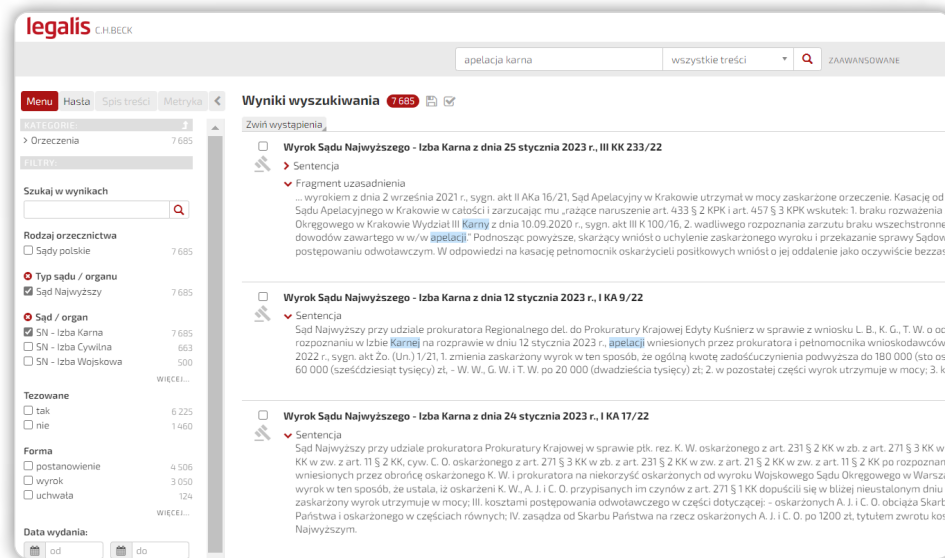 legalis C.H.BECK
apelacja karna
wszystkie treści
ZAAWANSOWANE
Menu Hasła Spis treści Metryka
KATEGORIE:
> Orzeczenia 7 685
FILTRY:
Szukaj w wynikach
Rodzaj orzecznictwa
Sądy polskie 7 685
Typ sądu / organu
Sąd Najwyższy 7 685
Sąd / organ
SN - Izba Karna 7 685
SN - Izba Cywilna 663
SN - Izba Wojskowa 500
WIĘCEJ...
Tezowane
tak 6 225
nie 1 460
Forma
postanowienie 4 506
wyrok 3 050
uchwała 124
WIĘCEJ...
Data wydania:
od do
Wyniki wyszukiwania 7 685
Zwiń wystąpienia
Wyrok Sądu Najwyższego - Izba Karna z dnia 25 stycznia 2023 r., III KK 233/22
Sentencja
Fragment uzasadnienia
... wyrokiem z dnia 2 września 2021 r., sygn. akt II AKa 16/21, Sąd Apelacyjny w Krakowie utrzymał w mocy zaskarżone orzeczenie. Kasację od
Sądu Apelacyjnego w Krakowie w całości i zarzucając mu „rażące naruszenie art. 433 § 2 KPK i art. 457 § 3 KPK wskutek: 1. braku rozważenia
Okręgowego w Krakowie Wydział III Karny z dnia 10.09.2020 r., sygn. akt III K 100/16, 2. wadliwego rozpoznania zarzutu braku wszechstronne
dowodów zawartego w w/w apelacji." Podnosząc powyższe, skarżący wniósł o uchylenie zaskarżonego wyroku i przekazanie sprawy Sądow
postępowaniu odwoławczym. W odpowiedzi na kasację pełnomocnik oskarżycieli posiłkowych wniósł o jej oddalenie jako oczywiście bezzas
Wyrok Sądu Najwyższego - Izba Karna z dnia 12 stycznia 2023 r., I KA 9/22
Sentencja
Sąd Najwyższy przy udziale prokuratora Regionalnego del. do Prokuratury Krajowej Edyty Kuśnierz w sprawie z wniosku L. B., K. G., T. W. o od
rozpoznaniu w Izbie Karnej na rozprawie w dniu 12 stycznia 2023 r., apelacji wniesionych przez prokuratora i pełnomocnika wnioskodawców
2022 r., sygn. akt Żo. (Un.) 1/21, 1. zmienia zaskarżony wyrok w ten sposób, że ogólną kwotę zadośćuczynienia podwyższa do 180 000 (sto os
60 000 (sześćdziesiąt tysięcy) zł, - W. W., G. W. i T. W. po 20 000 (dwadzieścia tysięcy) zł; 2. w pozostałej części wyrok utrzymuje w mocy; 3. k
Wyrok Sądu Najwyższego - Izba Karna z dnia 24 stycznia 2023 r., I KA 17/22
Sentencja
Sąd Najwyższy przy udziale prokuratora Prokuratury Krajowej w sprawie płk. rez. K. W. oskarżonego z art. 231 § 2 KK w zb. z art. 271 § 3 KK w
KK w zw. z art. 11 § 2 KK, cyw. C. O. oskarżonego z art. 271 § 3 KK w zb. z art. 231 § 2 KK w zw. z art. 21 § 2 KK w zw. z art. 11 § 2 KK po rozpoznan
wniesionych przez obrońcę oskarżonego K. W. i prokuratora na niekorzyść oskarżonych od wyroku Wojskowego Sądu Okręgowego w Warsza
wyrok w ten sposób, że ustala, iż oskarżeni K. W., A. J. i C. O. przypisanych im czynów z art. 271 § 1 KK dopuścili się w bliżej nieustalonym dniu
zaskarżony wyrok utrzymuje w mocy; III. kosztami postępowania odwoławczego w części dotyczącej: - oskarżonych A. J. i C. O. obciąża Skarb
Państwa i oskarżonego w częściach równych; IV. zasądza od Skarbu Państwa na rzecz oskarżonych A. J. i C. O. po 1200 zł, tytułem zwrotu kos
Najwyższym.